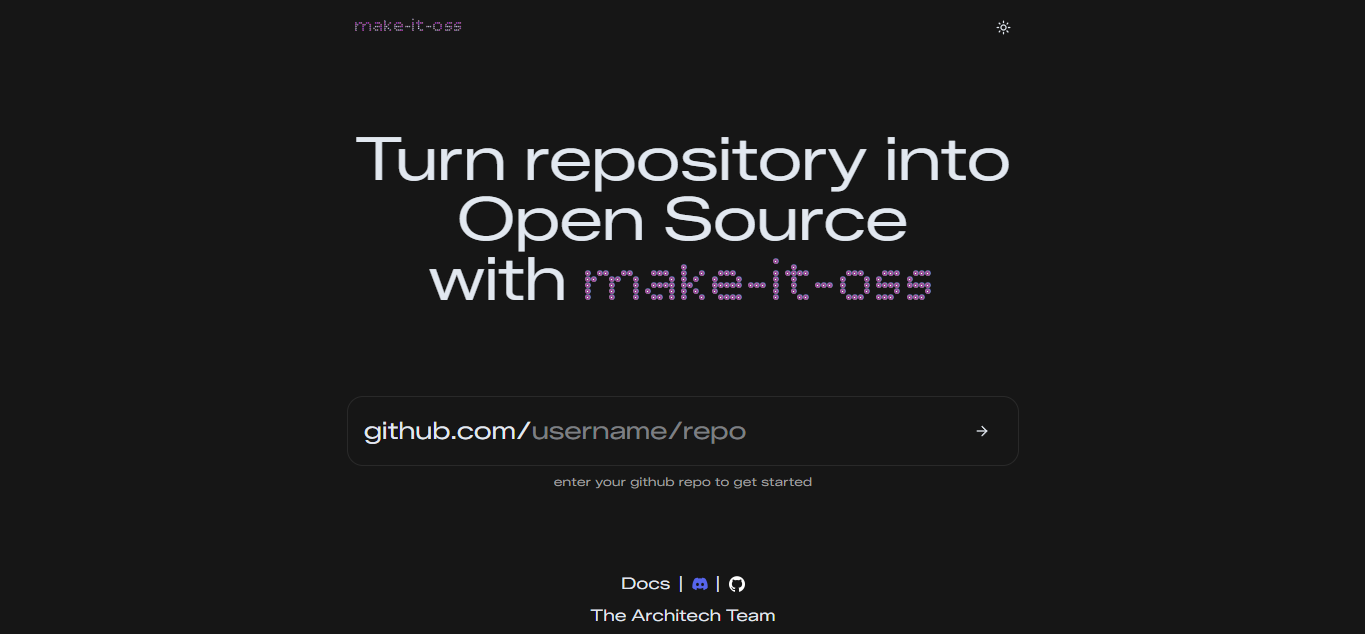 make-it-oss
Turn repository into
Open Source
with make-it-oss
github.com/username/repo
enter your github repo to get started
Docs | |
The Architech Team